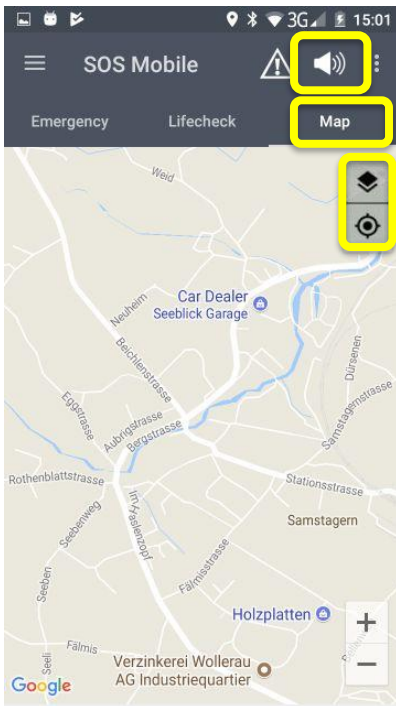 3G 15:01
SOS Mobile
Emergency Lifecheck Map
Weid
Car Dealer
Seeblick Garage
Neuheim
Beichlenstrasse
Dürsenen
Eggstrasse
Samstagernstrasse
Aubrigstrasse
Bergstrasse
Rothenblattstrasse
Stationsstrasse
Im-Haslenzopf
Seebenweg
Samstagern
Fälmisstrasse
Seeben
Holzplatten
+
Fälmis
Seeli
Verzinkerei Wollerau
AG Industriequartier
−
Google